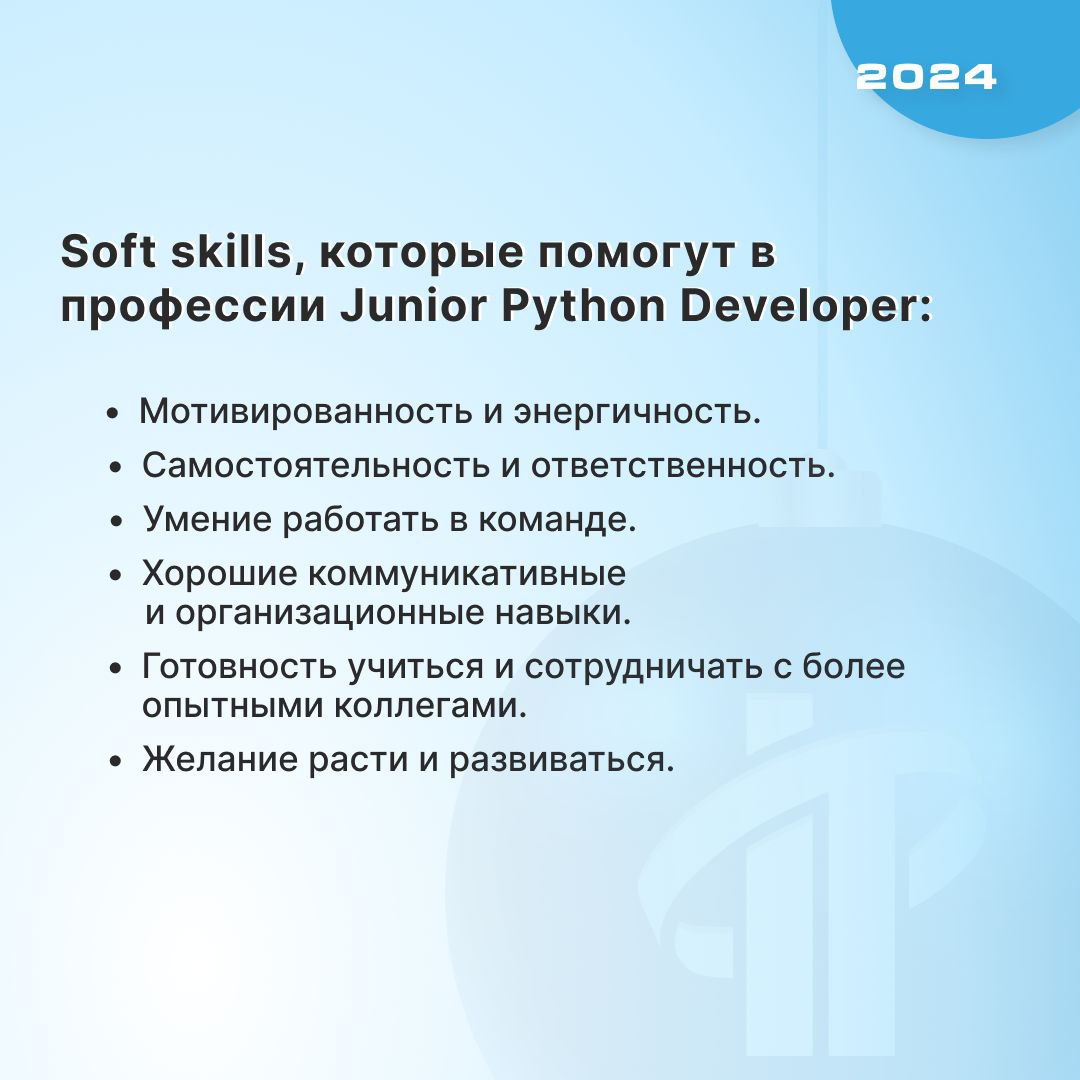 2024
Soft skills, которые помогут в
профессии Junior Python Developer:
• Мотивированность и энергичность.
• Самостоятельность и ответственность.
• Умение работать в команде.
• Хорошие коммуникативные
и организационные навыки.
• Готовность учиться и сотрудничать с более
опытными коллегами.
• Желание расти и развиваться.